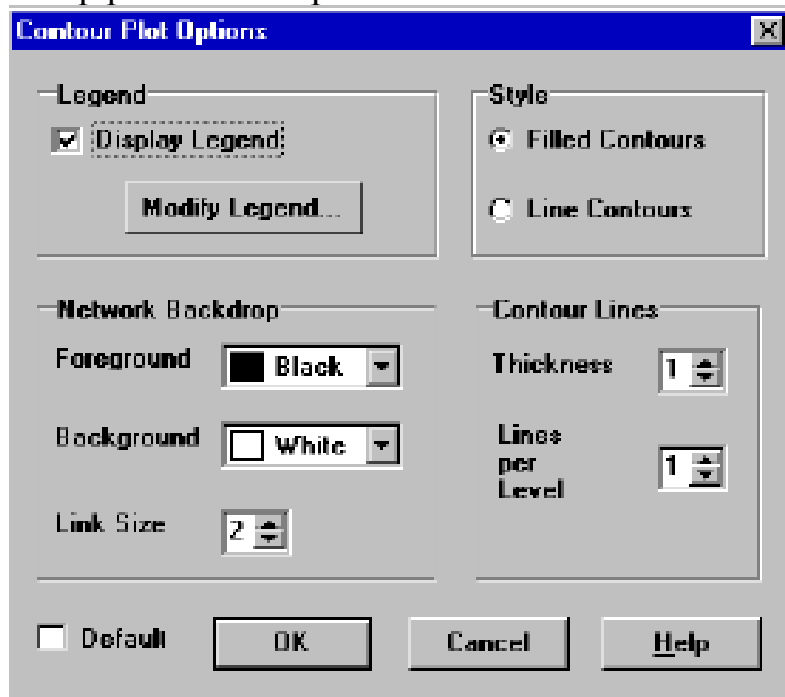 Contour Plot Options
Legend
Display Legend
Modify Legend...
Style
Filled Contours
Line Contours
Network Backdrop
Foreground Black
Background White
Link Size 2
Contour Lines
Thickness 1
Lines
per
Level 1
Default
OK
Cancel
Help